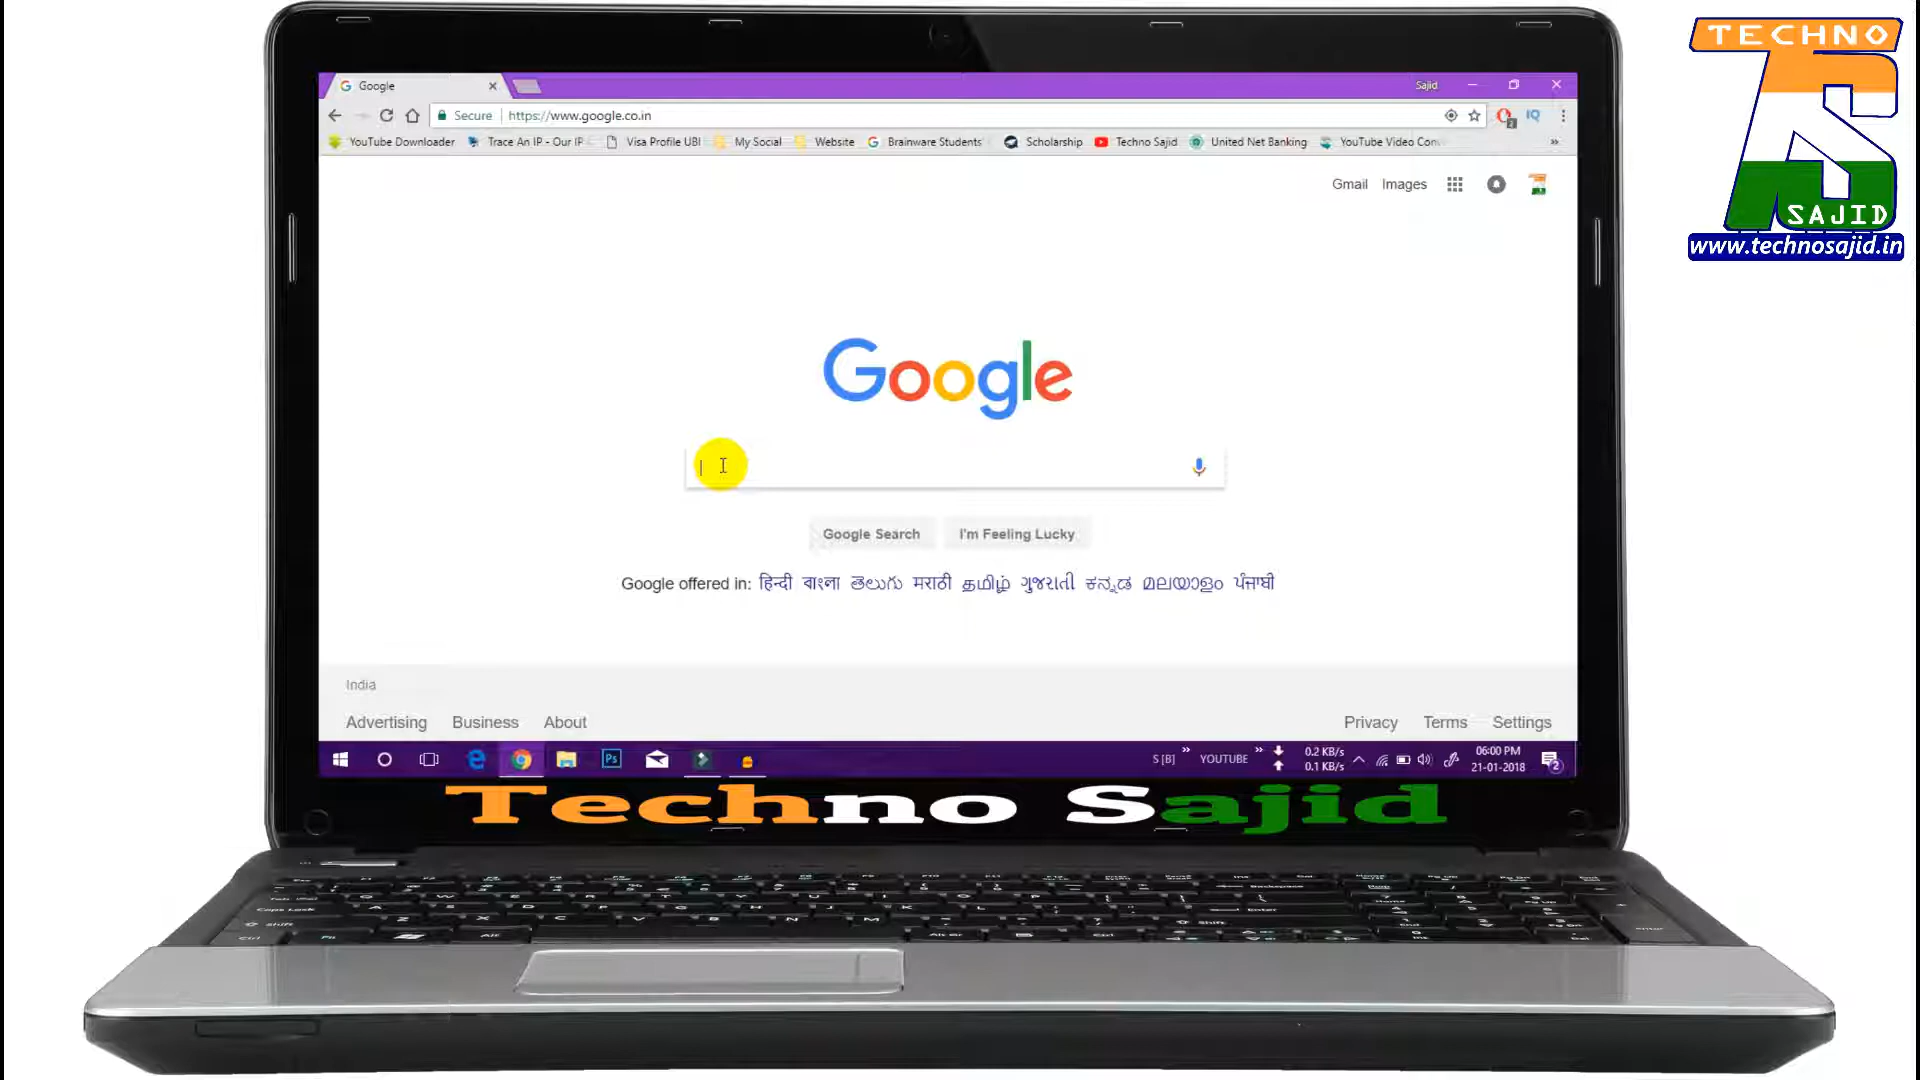 TECHNO
SAJID
www.technosajid.in
Google
Sajid
Secure
https://www.google.co.in
IQ
YouTube Downloader
Trace An IP - Our IP
Visa Profile UBI
My Social
Website
Brainware Students
Scholarship
Techno Sajid
United Net Banking
YouTube Video Con
Gmail Images
Google
Google Search
I'm Feeling Lucky
Google offered in: हिन्दी বাংলা తెలుగు मराठी தமிழ் ગુજરાતી ಕನ್ನಡ മലയാളം ਪੰਜਾਬੀ
India
Advertising Business About
Privacy Terms Settings
Ps
S [B]
YOUTUBE
0.2 KB/s
0.1 KB/s
06:00 PM
21-01-2018
2
Techno Sajid